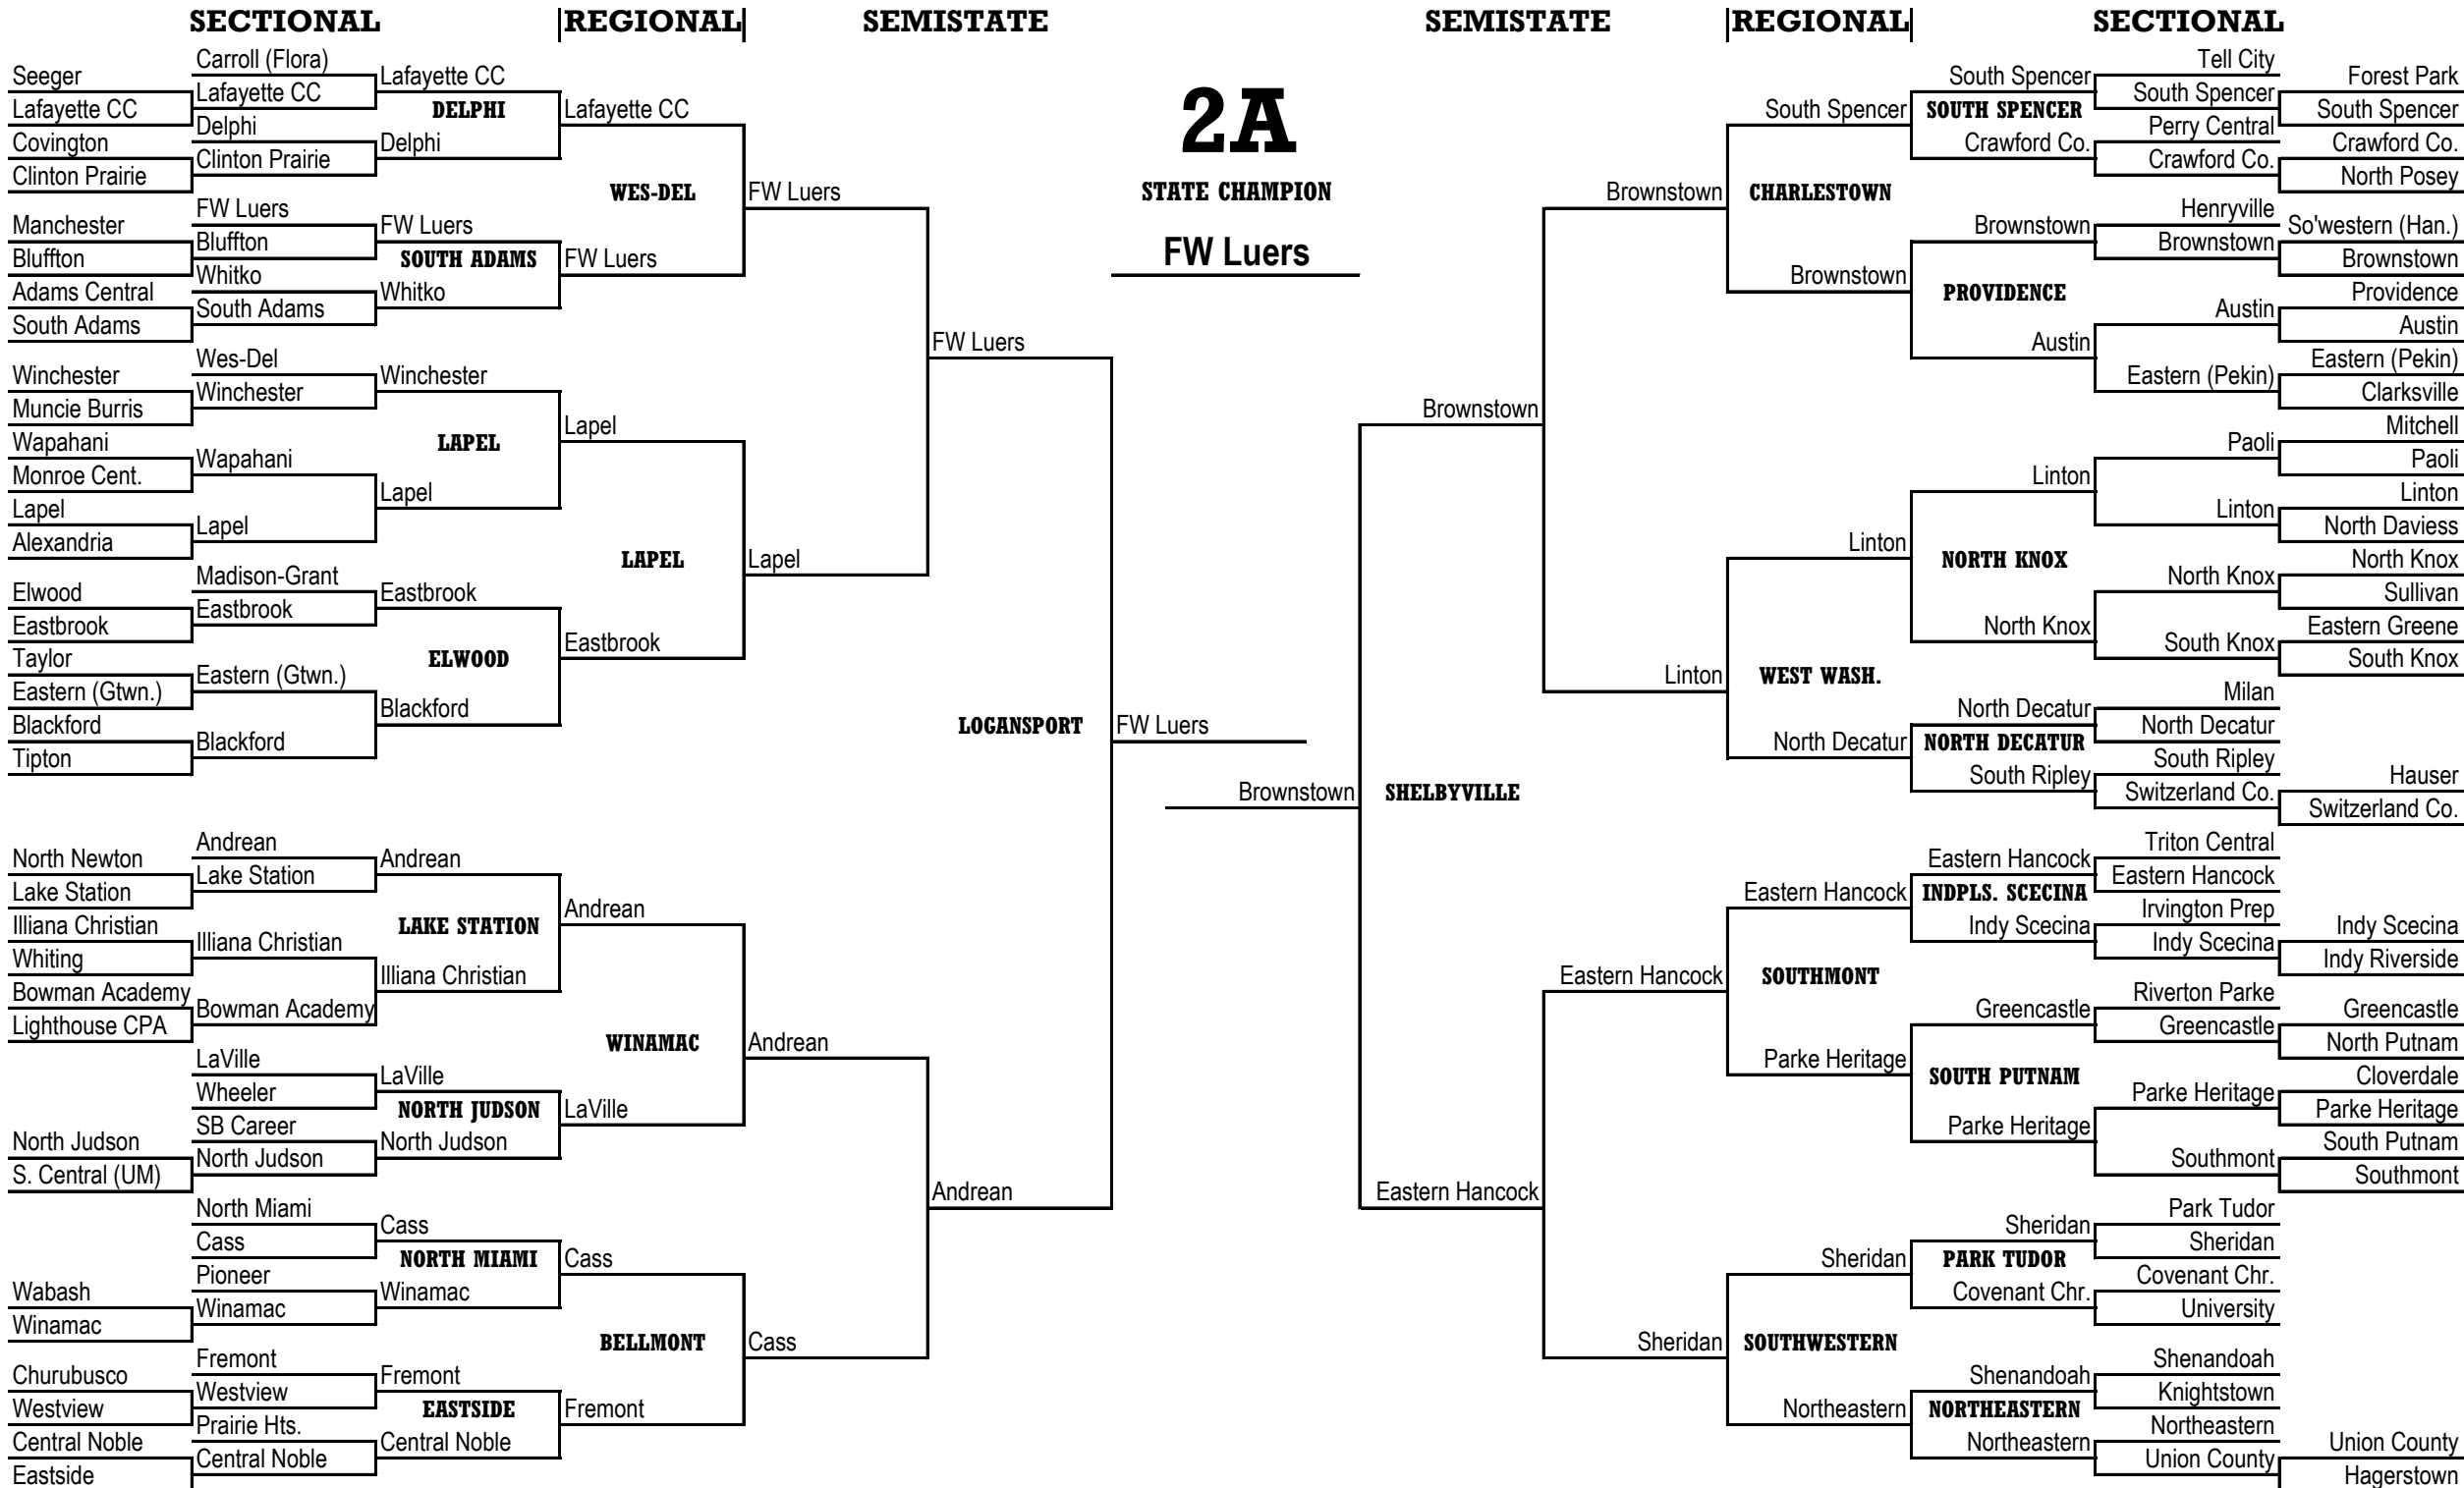 SECTIONAL REGIONAL SEMISTATE SEMISTATE REGIONAL SECTIONAL
2A
STATE CHAMPION
FW Luers
Seeger
Lafayette CC
Covington
Clinton Prairie
Manchester
Bluffton
Adams Central
South Adams
Winchester
Muncie Burris
Wapahani
Monroe Cent.
Lapel
Alexandria
Elwood
Eastbrook
Taylor
Eastern (Gtwn.)
Blackford
Tipton
North Newton
Lake Station
Illiana Christian
Whiting
Bowman Academy
Lighthouse CPA
North Judson
S. Central (UM)
Wabash
Winamac
Churubusco
Westview
Central Noble
Eastside
Carroll (Flora)
Lafayette CC
Delphi
Clinton Prairie
FW Luers
Bluffton
Whitko
South Adams
Wes-Del
Winchester
Wapahani
Lapel
Madison-Grant
Eastbrook
Eastern (Gtwn.)
Blackford
Andrean
Lake Station
Illiana Christian
Bowman Academy
LaVille
Wheeler
SB Career
North Judson
North Miami
Cass
Pioneer
Winamac
Fremont
Westview
Prairie Hts.
Central Noble
Lafayette CC
DELPHI
Delphi
FW Luers
SOUTH ADAMS
Whitko
Winchester
LAPEL
Lapel
Eastbrook
ELWOOD
Blackford
Andrean
LAKE STATION
Illiana Christian
LaVille
NORTH JUDSON
North Judson
Cass
NORTH MIAMI
Winamac
Fremont
EASTSIDE
Central Noble
Lafayette CC
WES-DEL
FW Luers
Lapel
LAPEL
Eastbrook
Andrean
WINAMAC
LaVille
Cass
BELLMONT
Fremont
FW Luers
Lapel
Andrean
Cass
FW Luers
LOGANSPORT
Andrean
FW Luers
Brownstown
Brownstown
SHELBYVILLE
Eastern Hancock
Brownstown
Linton
Eastern Hancock
Sheridan
South Spencer
CHARLESTOWN
Brownstown
Linton
WEST WASH.
North Decatur
Eastern Hancock
SOUTHMONT
Parke Heritage
Sheridan
SOUTHWESTERN
Northeastern
South Spencer
SOUTH SPENCER
Crawford Co.
Brownstown
PROVIDENCE
Austin
Linton
NORTH KNOX
North Knox
North Decatur
NORTH DECATUR
South Ripley
Eastern Hancock
INDPLS. SCECINA
Indy Scecina
Greencastle
SOUTH PUTNAM
Parke Heritage
Sheridan
PARK TUDOR
Covenant Chr.
Shenandoah
NORTHEASTERN
Northeastern
Tell City
South Spencer
Perry Central
Crawford Co.
Henryville
Brownstown
Austin
Eastern (Pekin)
Paoli
Linton
North Knox
South Knox
Milan
North Decatur
South Ripley
Switzerland Co.
Triton Central
Eastern Hancock
Irvington Prep
Indy Scecina
Riverton Parke
Greencastle
Parke Heritage
Southmont
Park Tudor
Sheridan
Covenant Chr.
University
Shenandoah
Knightstown
Northeastern
Union County
Forest Park
South Spencer
Crawford Co.
North Posey
So'western (Han.)
Brownstown
Providence
Austin
Eastern (Pekin)
Clarksville
Mitchell
Paoli
Linton
North Daviess
North Knox
Sullivan
Eastern Greene
South Knox
Hauser
Switzerland Co.
Indy Scecina
Indy Riverside
Greencastle
North Putnam
Cloverdale
Parke Heritage
South Putnam
Southmont
Union County
Hagerstown